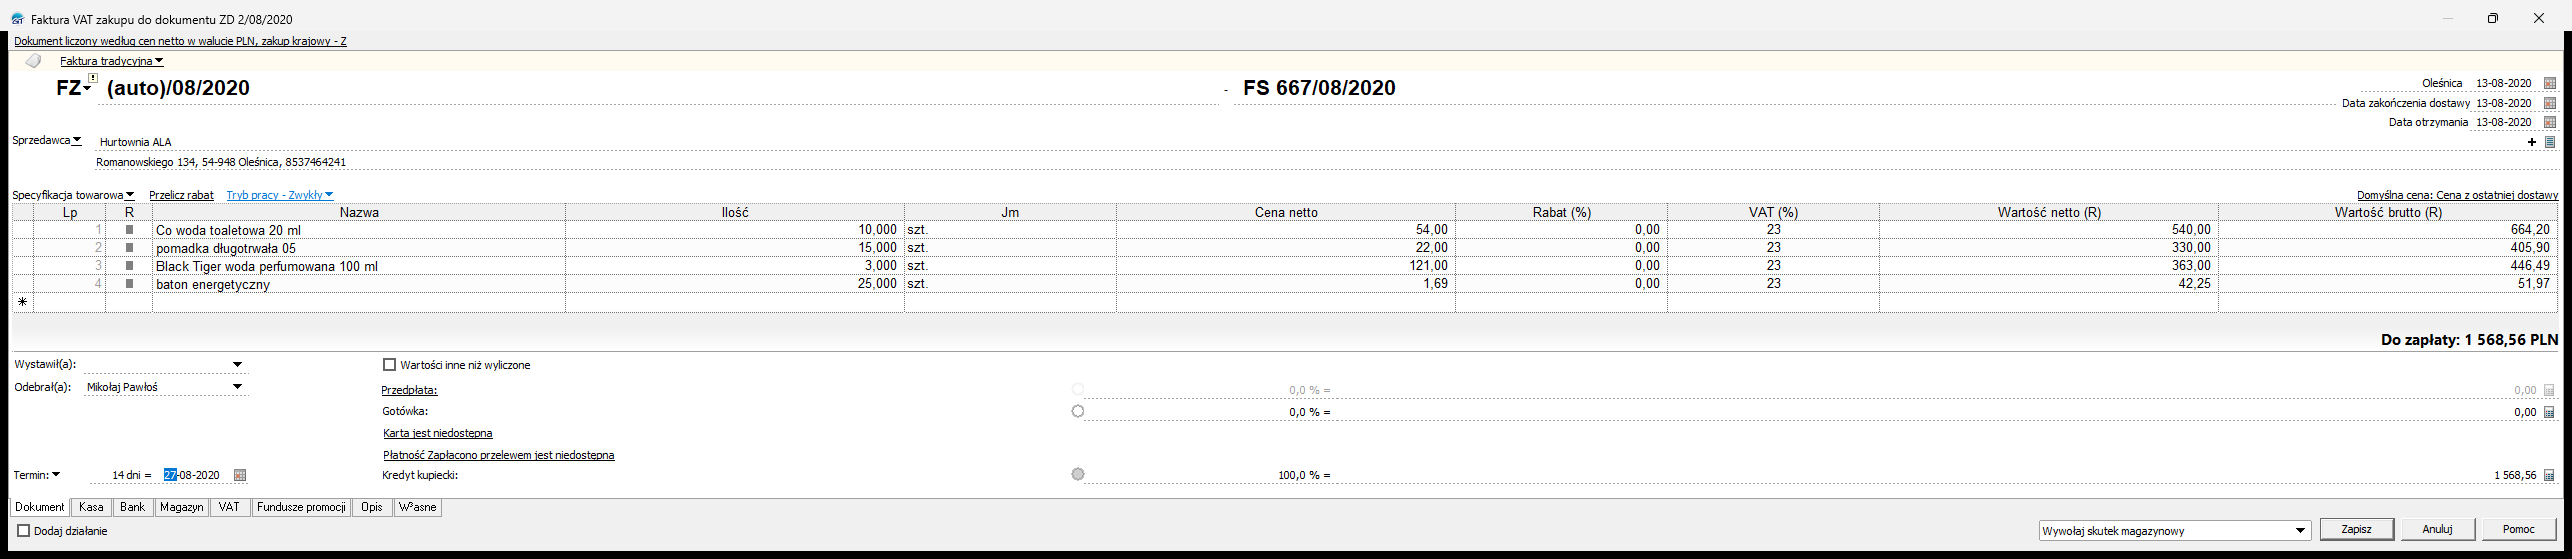 Faktura VAT zakupu do dokumentu ZD 2/08/2020
Dokument liczony według cen netto w walucie PLN, zakup krajowy - Z
Faktura tradycyjna
FZ (auto)/08/2020 - FS 667/08/2020
Oleśnica 13-08-2020
Data zakończenia dostawy 13-08-2020
Data otrzymania 13-08-2020
Sprzedawca Hurtownia ALA
Romanowskiego 134, 54-948 Oleśnica, 8537464241
Specyfikacja towarowa Przelicz rabat Tryb pracy - Zwykły Domyślna cena: Cena z ostatniej dostawy
Lp R Nazwa Ilość Jm Cena netto Rabat (%) VAT (%) Wartość netto (R) Wartość brutto (R)
1 Co woda toaletowa 20 ml 10,000 szt. 54,00 0,00 23 540,00 664,20
2 pomadka długotrwała 05 15,000 szt. 22,00 0,00 23 330,00 405,90
3 Black Tiger woda perfumowana 100 ml 3,000 szt. 121,00 0,00 23 363,00 446,49
4 baton energetyczny 25,000 szt. 1,69 0,00 23 42,25 51,97
Do zapłaty: 1 568,56 PLN
Wystawił(a): Wartości inne niż wyliczone
Odebrał(a): Mikołaj Pawłoś
Przedpłata: 0,0 % = 0,00
Gotówka: 0,0 % = 0,00
Karta jest niedostępna
Płatność Zapłacono przelewem jest niedostępna
Termin: 14 dni = 27-08-2020 Kredyt kupiecki: 100,0 % = 1 568,56
Dokument Kasa Bank Magazyn VAT Fundusze promocji Opis W³asne
Dodaj działanie Wywołaj skutek magazynowy Zapisz Anuluj Pomoc